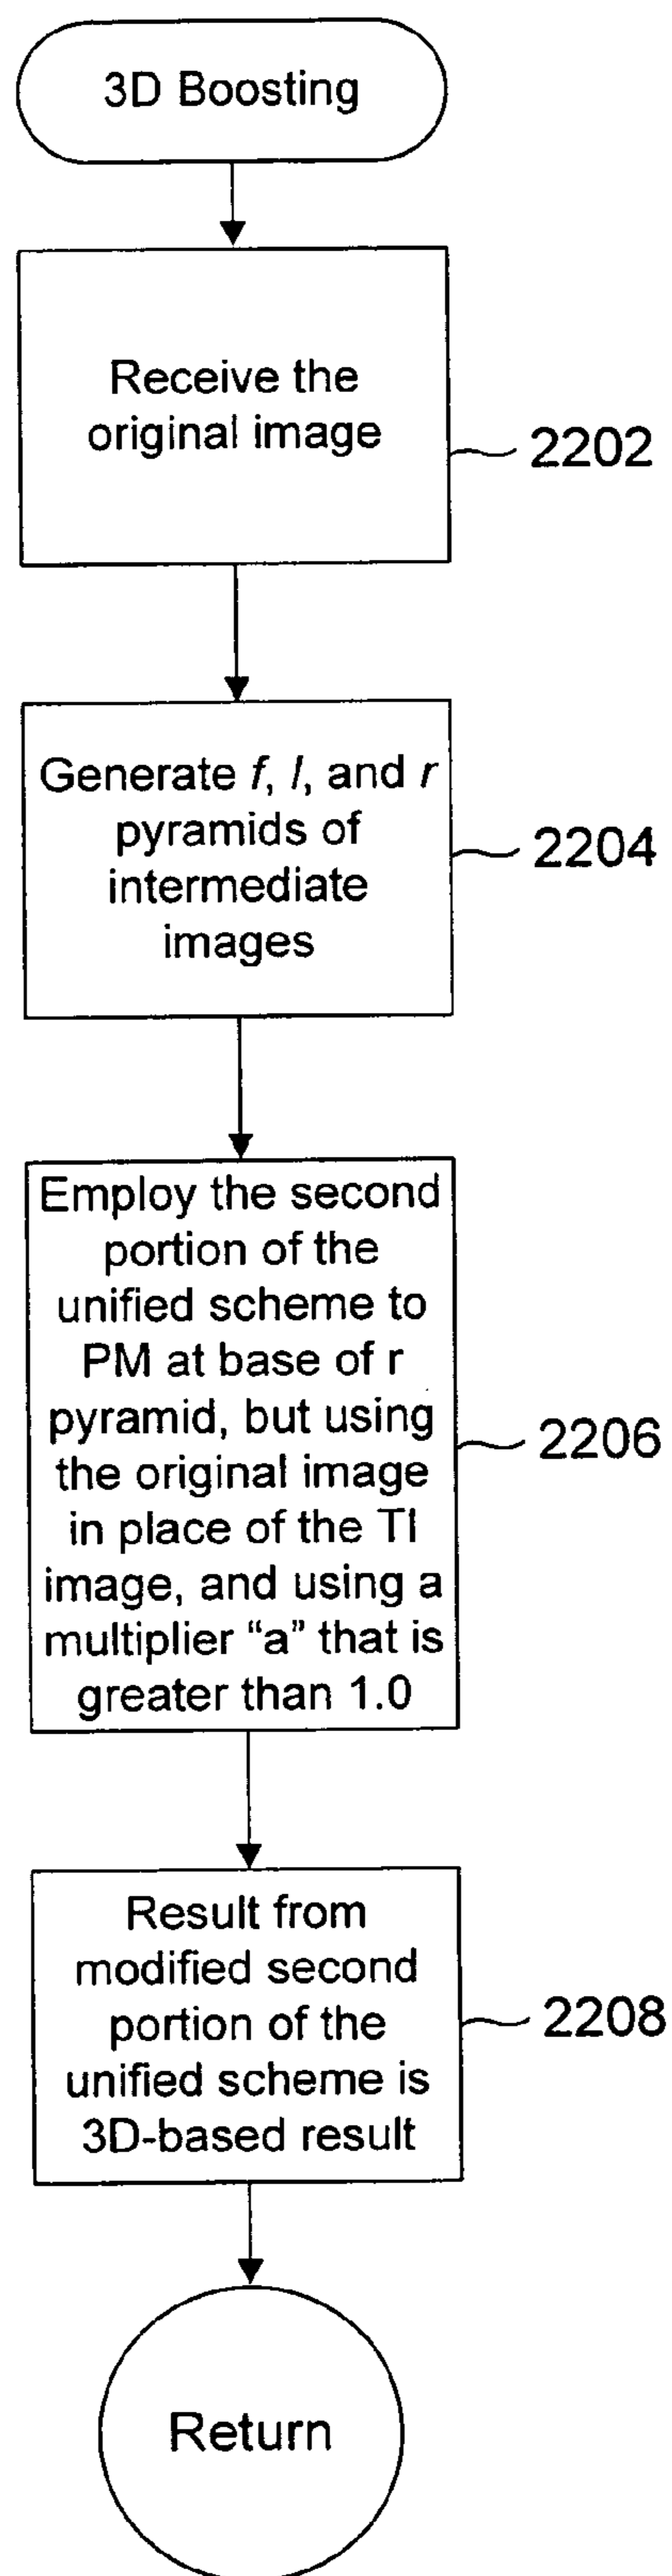 3D Boosting
Receive the
original image
2202
Generate f, l, and r
pyramids of
intermediate
images
2204
Employ the second
portion of the
unified scheme to
PM at base of r
pyramid, but using
the original image
in place of the TI
image, and using a
multiplier “a” that is
greater than 1.0
2206
Result from
modified second
portion of the
unified scheme is
3D-based result
2208
Return